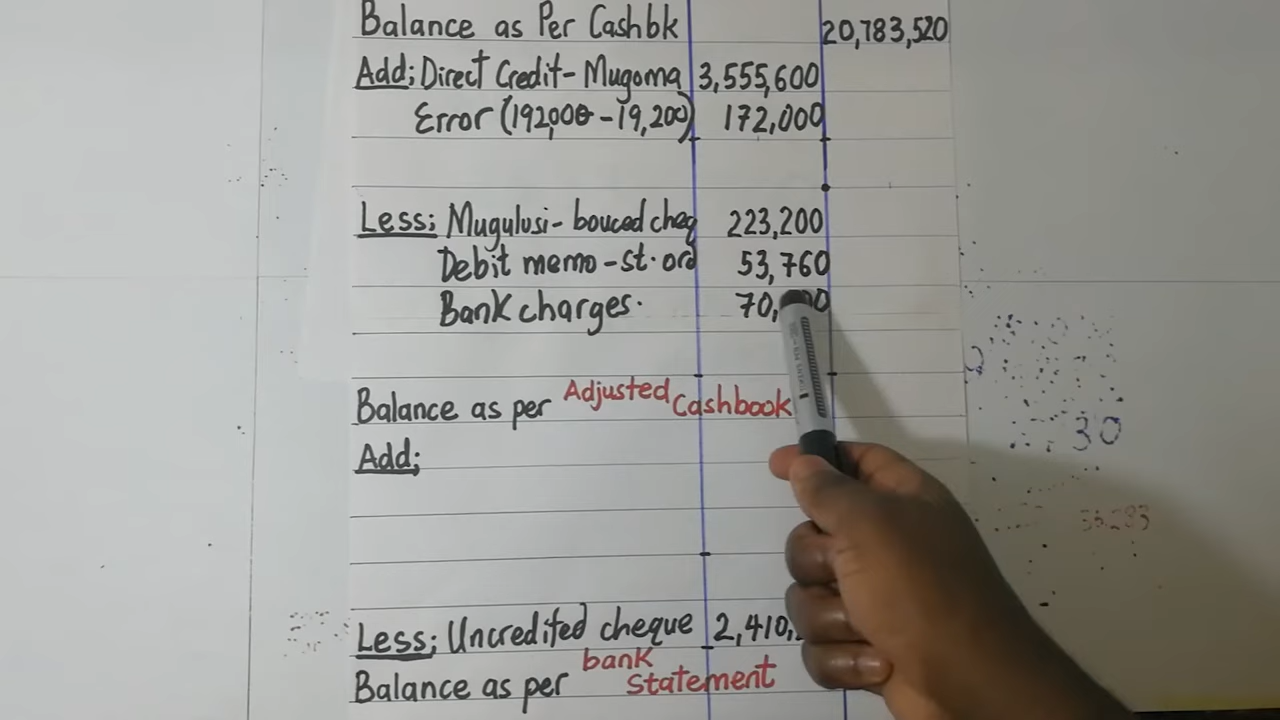 Balance as Per Cashbk 20,783,520
Add; Direct Credit - Mugoma 3,555,600
Error (192,000 - 19,200) 172,000
Less; Mugulusi - bouced cheq 223,200
Debit memo - st. ord 53,760
Bank charges.
Balance as per Adjusted Cashbook
Add;
30
Less; Uncredited cheque
Balance as per bank statement